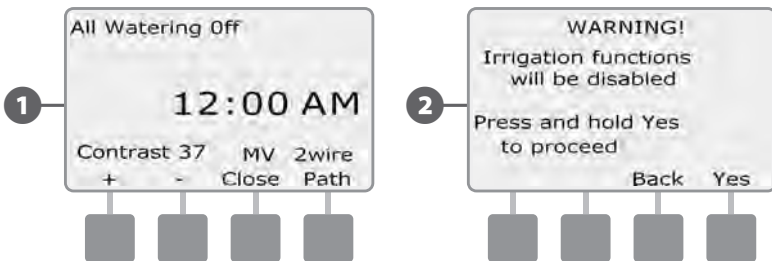 1
All Watering Off
12:00 AM
Contrast 37 MV 2wire
+ - Close Path
2
WARNING!
Irrigation functions
will be disabled
Press and hold Yes
to proceed
Back Yes